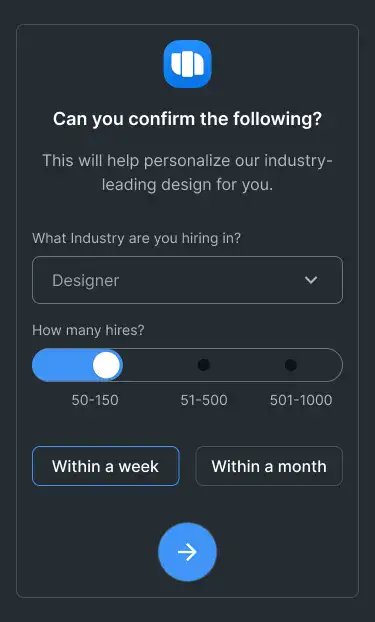 Can you confirm the following?
This will help personalize our industry-
leading design for you.
What Industry are you hiring in?
Designer
How many hires?
50-150 51-500 501-1000
Within a week Within a month